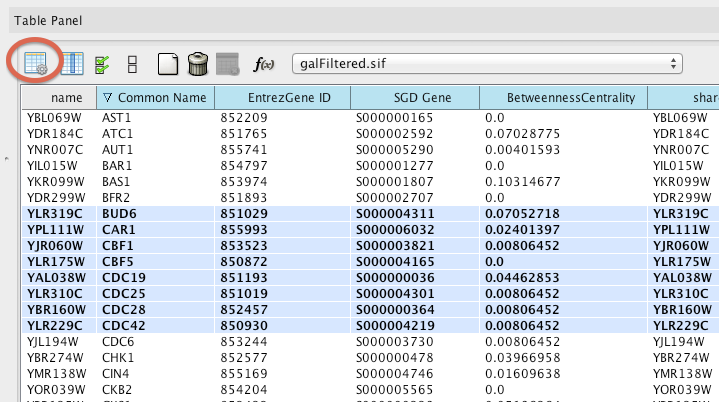 Table Panel
f(x) galFiltered.sif
name Common Name EntrezGene ID SGD Gene BetweennessCentrality shar
YBL069W AST1 852209 S000000165 0.0 YBL069W
YDR184C ATC1 851765 S000002592 0.07028775 YDR184C
YNR007C AUT1 855741 S000005290 0.00401593 YNR007C
YIL015W BAR1 854797 S000001277 0.0 YIL015W
YKR099W BAS1 853974 S000001807 0.10314677 YKR099W
YDR299W BFR2 851893 S000002707 0.0 YDR299W
YLR319C BUD6 851029 S000004311 0.07052718 YLR319C
YPL111W CAR1 855993 S000006032 0.02401397 YPL111W
YJR060W CBF1 853523 S000003821 0.00806452 YJR060W
YLR175W CBF5 850872 S000004165 0.0 YLR175W
YAL038W CDC19 851193 S000000036 0.04462853 YAL038W
YLR310C CDC25 851019 S000004301 0.00806452 YLR310C
YBR160W CDC28 852457 S000000364 0.00806452 YBR160W
YLR229C CDC42 850930 S000004219 0.00806452 YLR229C
YJL194W CDC6 853244 S000003730 0.00806452 YJL194W
YBR274W CHK1 852577 S000000478 0.03966958 YBR274W
YMR138W CIN4 855169 S000004746 0.01609638 YMR138W
YOR039W CKB2 854204 S000005565 0.0 YOR039W